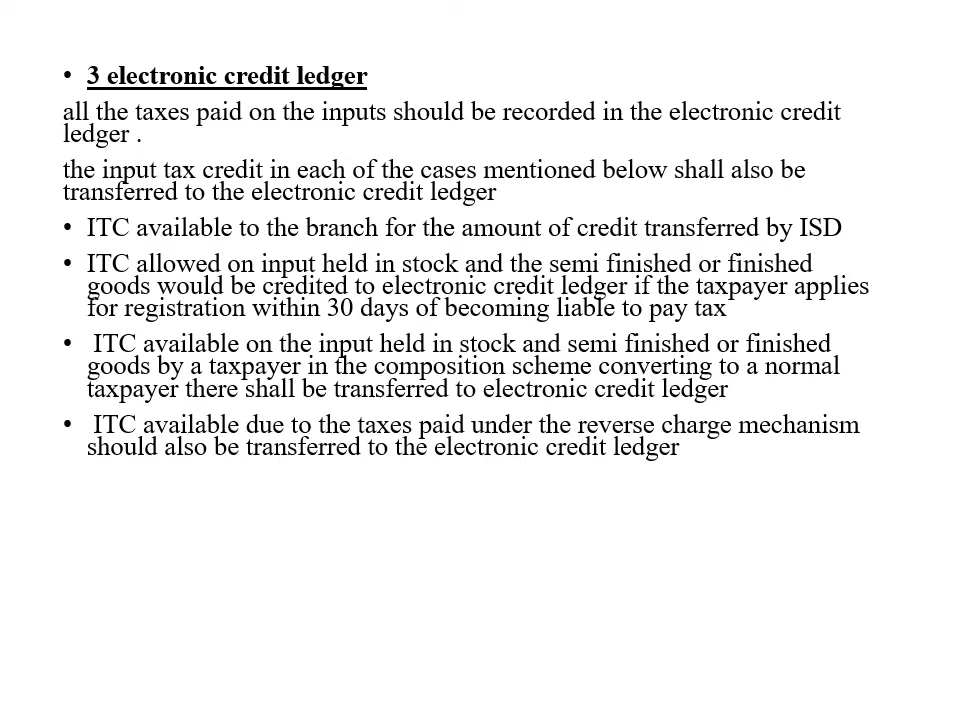 • 3 electronic credit ledger
all the taxes paid on the inputs should be recorded in the electronic credit
ledger .
the input tax credit in each of the cases mentioned below shall also be
transferred to the electronic credit ledger
• ITC available to the branch for the amount of credit transferred by ISD
• ITC allowed on input held in stock and the semi finished or finished
goods would be credited to electronic credit ledger if the taxpayer applies
for registration within 30 days of becoming liable to pay tax
• ITC available on the input held in stock and semi finished or finished
goods by a taxpayer in the composition scheme converting to a normal
taxpayer there shall be transferred to electronic credit ledger
• ITC available due to the taxes paid under the reverse charge mechanism
should also be transferred to the electronic credit ledger